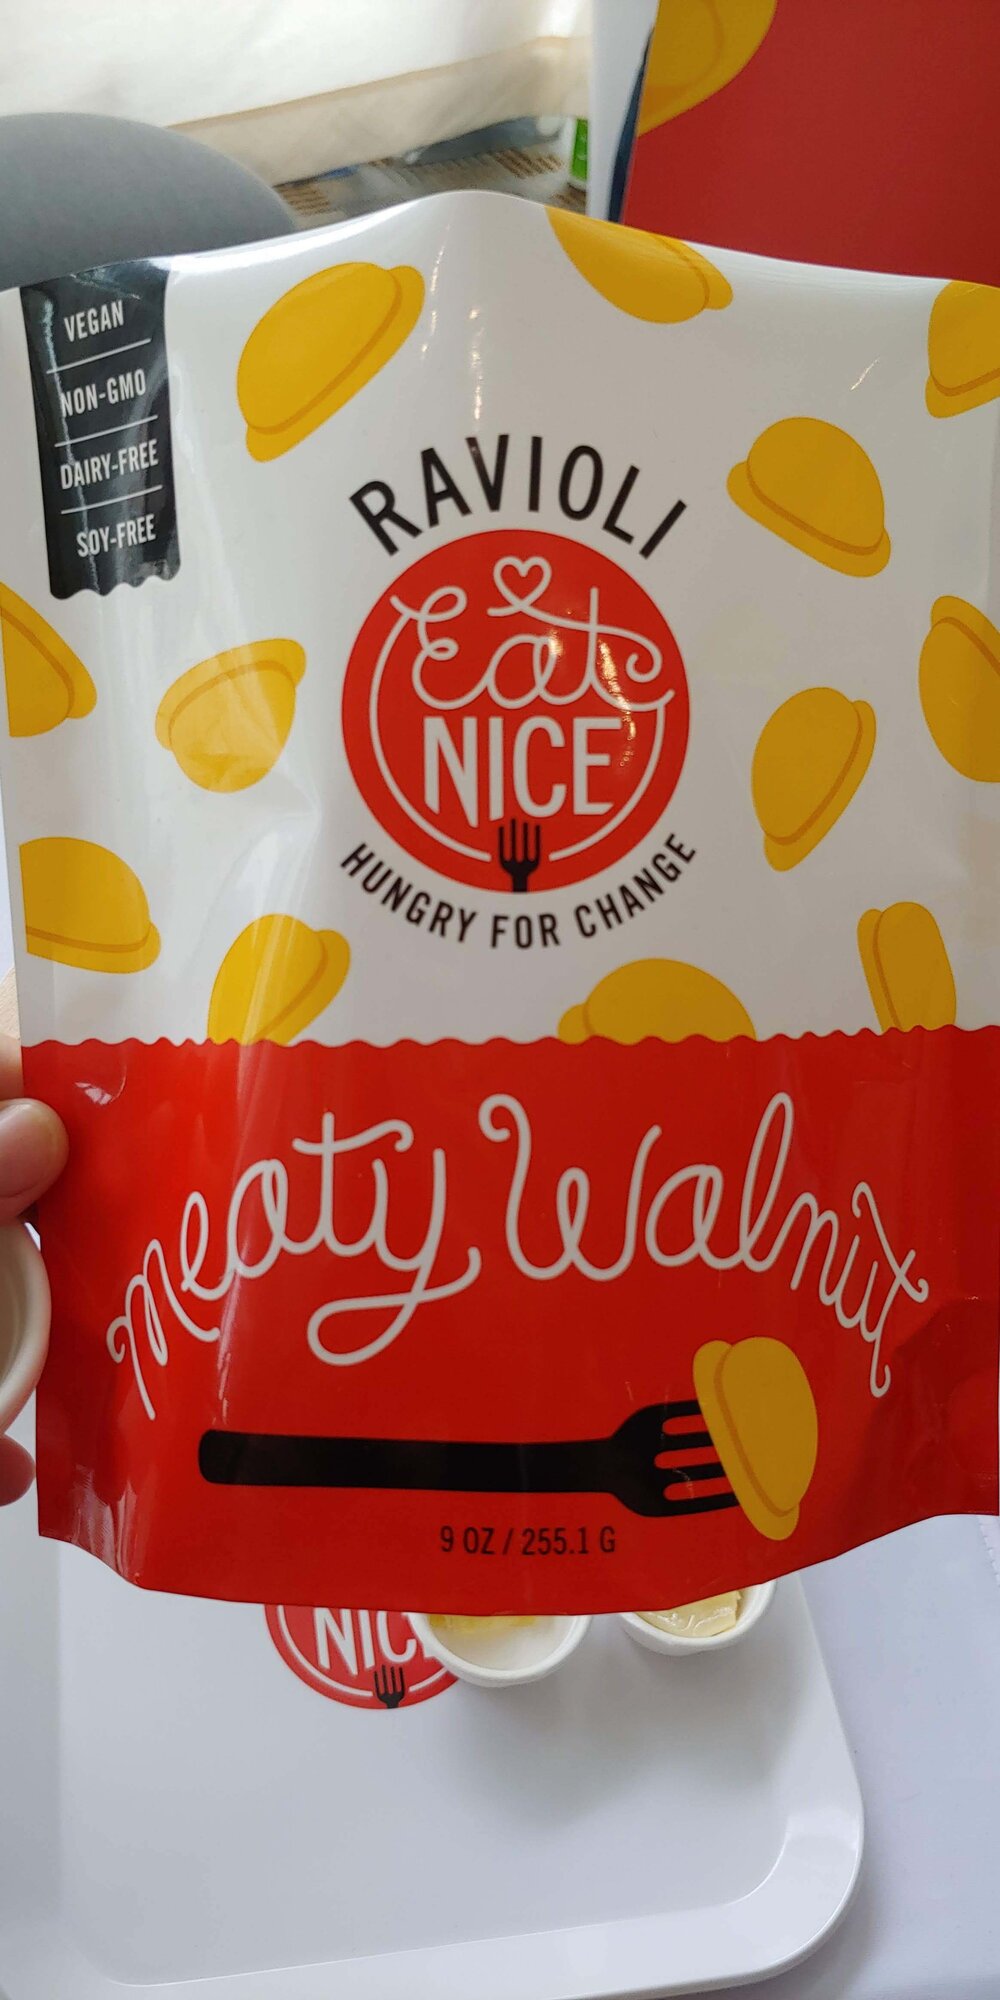 VEGAN
NON-GMO
DAIRY-FREE
SOY-FREE
RAVIOLI
Eat
NICE
HUNGRY FOR CHANGE
Meaty Walnut
9 OZ / 255.1 G
NICE